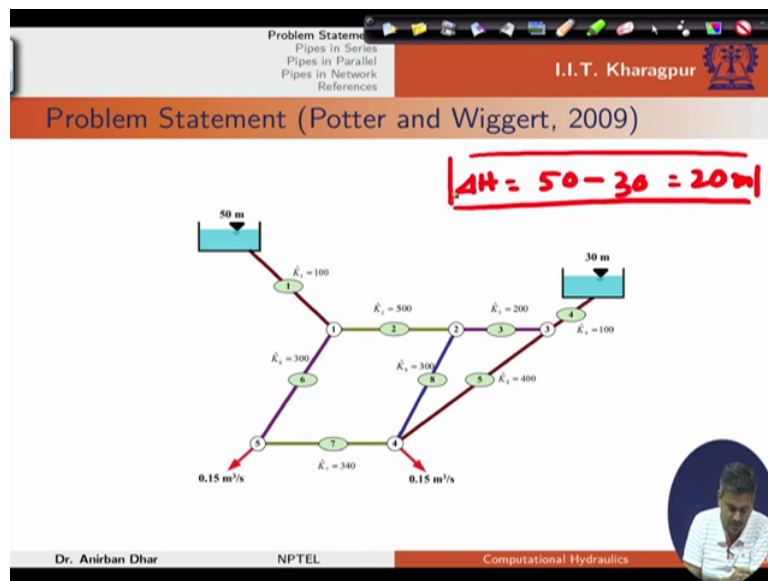 Problem Stateme
Pipes in Series
Pipes in Parallel
Pipes in Network
References
I.I.T. Kharagpur
Problem Statement (Potter and Wiggert, 2009)
ΔH = 50 - 30 = 20m
50 m
30 m
K̂₁ =100
1
K̂₂ =500
K̂₃ =200
4
1
2
2
3
3
K̂₄ =100
K̂₆ =300
K̂₈ =300
6
8
5
K̂₅ =400
5
7
4
K̂₇ =340
0.15 m³/s
0.15 m³/s
Dr. Anirban Dhar
NPTEL
Computational Hydraulics